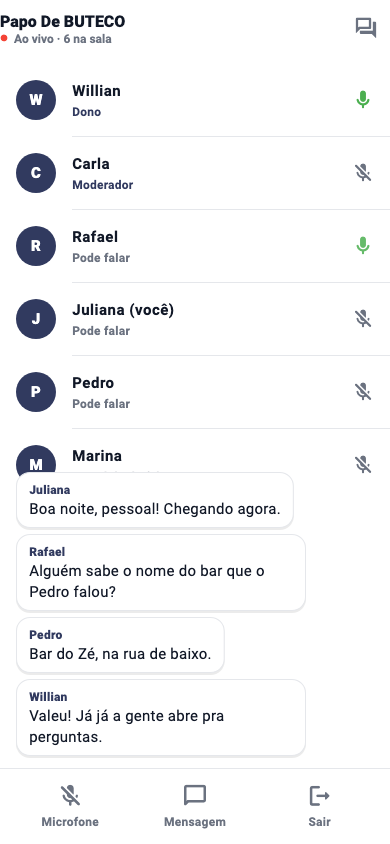 Papo De BUTECO
Ao vivo · 6 na sala
W
Willian
Dono
C
Carla
Moderador
R
Rafael
Pode falar
J
Juliana (você)
Pode falar
P
Pedro
Pode falar
M
Marina
Juliana
Boa noite, pessoal! Chegando agora.
Rafael
Alguém sabe o nome do bar que o
Pedro falou?
Pedro
Bar do Zé, na rua de baixo.
Willian
Valeu! Já já a gente abre pra
perguntas.
Microfone
Mensagem
Sair